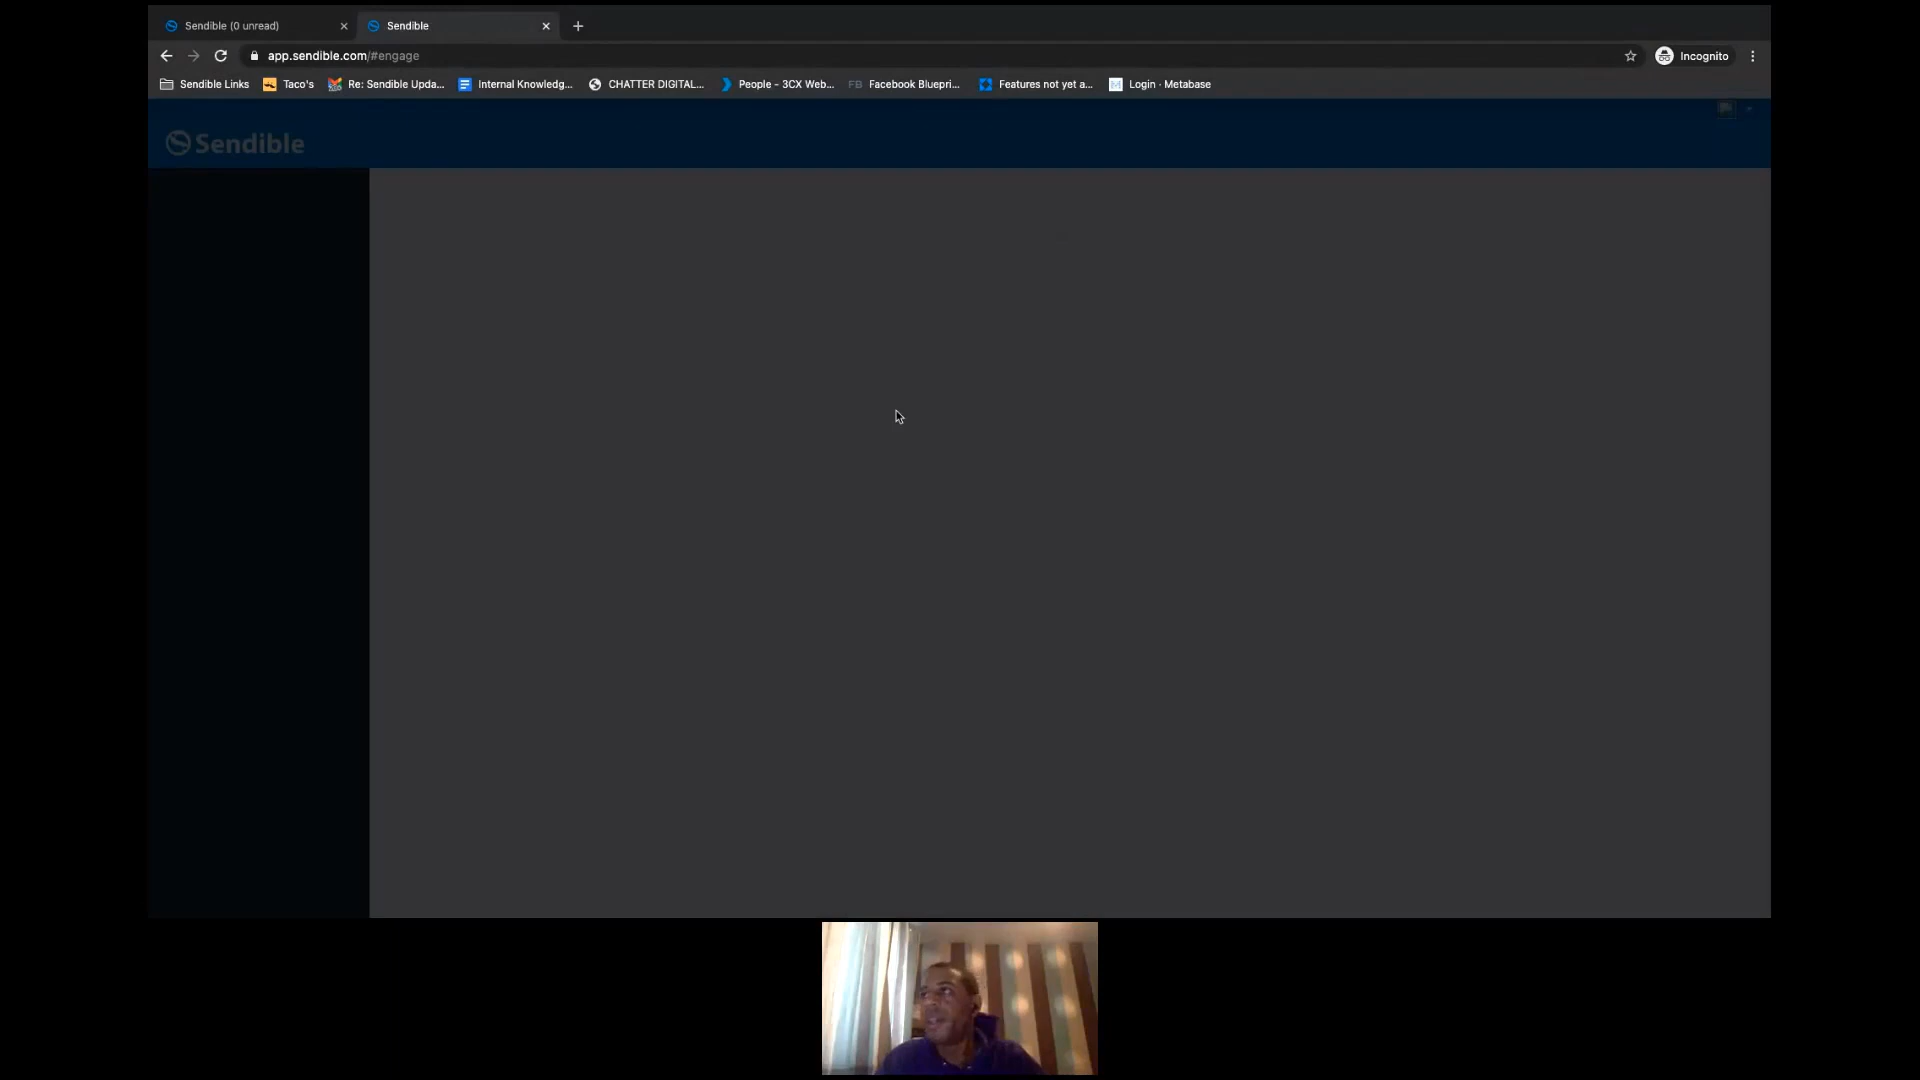 Sendible (0 unread)
Sendible
app.sendible.com/#engage
Incognito
Sendible Links
Taco's
Re: Sendible Upda...
Internal Knowledg...
CHATTER DIGITAL...
People - 3CX Web...
FB Facebook Bluepri...
Features not yet a...
Login · Metabase
Sendible